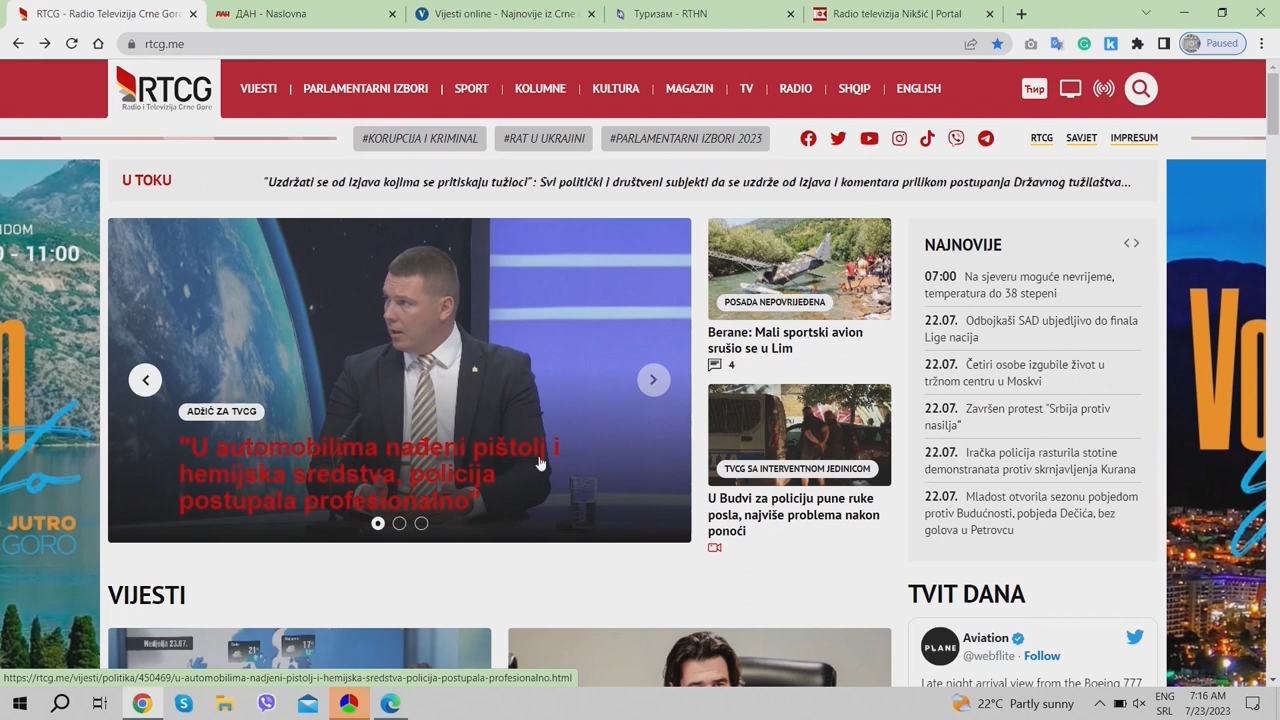 RTCG - Radio Televizija Crne Gor
ДАН - Naslovna
Vijesti online - Najnovije iz Crne
Туризам - RTHN
Radio televizija Nikšić | Portal
rtcg.me
Paused
RTCG
Radio i Televizija Crne Gore
VIJESTI
PARLAMENTARNI IZBORI
SPORT
KOLUMNE
KULTURA
MAGAZIN
TV
RADIO
SHQIP
ENGLISH
Ћир
#KORUPCIJA I KRIMINAL
#RAT U UKRAJINI
#PARLAMENTARNI IZBORI 2023
RTCG
SAVJET
IMPRESUM
U TOKU
"Uzdržati se od izjava kojima se pritiskaju tužioci": Svi politički i društveni subjekti da se uzdrže od izjava i komentara prilikom postupanja Državnog tužilaštva...
ADŽIĆ ZA TVCG
"U automobilima nađeni pištolj i
hemijska sredstva, policija
postupala profesionalno"
POSADA NEPOVRIJEĐENA
Berane: Mali sportski avion
srušio se u Lim
4
TVCG SA INTERVENTNOM JEDINICOM
U Budvi za policiju pune ruke
posla, najviše problema nakon
ponoći
NAJNOVIJE
07:00 Na sjeveru moguće nevrijeme,
temperatura do 38 stepeni
22.07. Odbojkaši SAD ubjedljivo do finala
Lige nacija
22.07. Četiri osobe izgubile život u
tržnom centru u Moskvi
22.07. Završen protest “Srbija protiv
nasilja“
22.07. Iračka policija rasturila stotine
demonstranata protiv skrnjavljenja Kurana
22.07. Mladost otvorila sezonu pobjedom
protiv Budućnosti, pobjeda Dečića, bez
golova u Petrovcu
- 11:00
JUTRO
GORO
VIJESTI
Nedjelja 23.07.
21°
17°
TVIT DANA
PLANE
Aviation
@webflite · Follow
Late night arrival view from the Boeing 777
https://rtcg.me/vijesti/politika/450469/u-automobilima-nadjeni-pistolj-i-hemijska-sredstva-policija-postupala-profesionalno.html
22°C Partly sunny
ENG
SRL
7:16 AM
7/23/2023